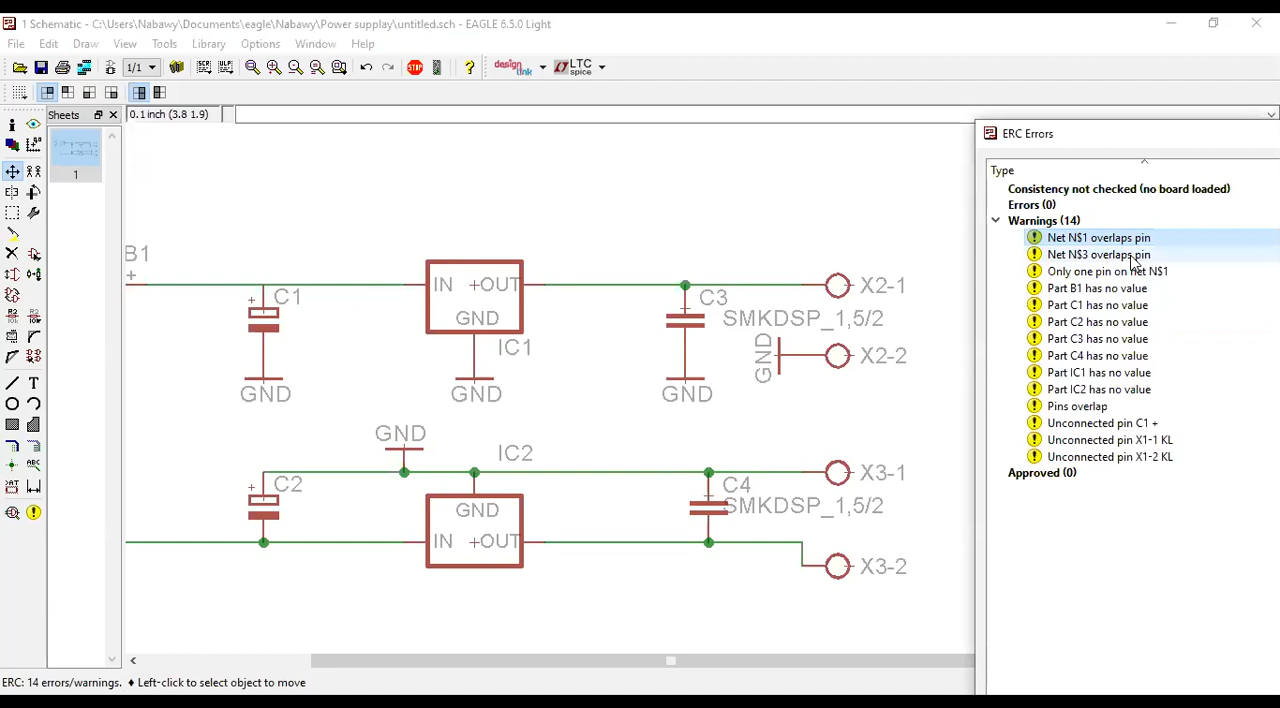 1 Schematic - C:\Users\Nabawy\Documents\eagle\Nabawy\Power supplay\untitled.sch - EAGLE 6.5.0 Light
File Edit Draw View Tools Library Options Window Help
1/1 SCR ULP STOP ? design link LTC spice
Sheets
0.1 inch (3.8 1.9)
1
ERC Errors
Type
Consistency not checked (no board loaded)
Errors (0)
Warnings (14)
Net N$1 overlaps pin
Net N$3 overlaps pin
Only one pin on net N$1
Part B1 has no value
Part C1 has no value
Part C2 has no value
Part C3 has no value
Part C4 has no value
Part IC1 has no value
Part IC2 has no value
Pins overlap
Unconnected pin C1 +
Unconnected pin X1-1 KL
Unconnected pin X1-2 KL
Approved (0)
B1
+
IN +OUT
GND
IC1
+
C1
GND
GND
C3
GND
X2-1
SMKDSP_1,5/2
GND
X2-2
GND
IC2
+
C2
GND
IN +OUT
C4
X3-1
SMKDSP_1,5/2
X3-2
ERC: 14 errors/warnings. ♦ Left-click to select object to move